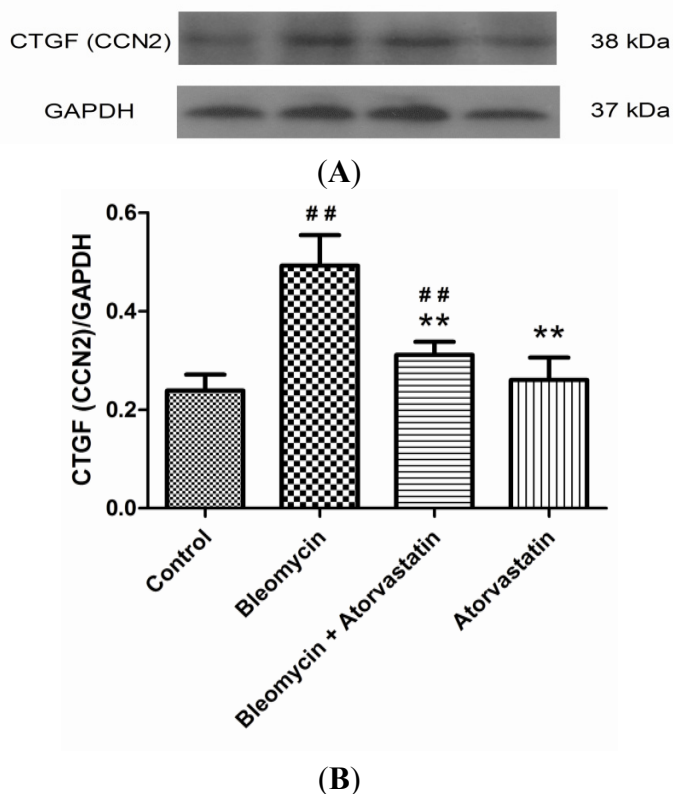 CTGF (CCN2) 38 kDa
GAPDH 37 kDa
(A)
CTGF (CCN2)/GAPDH
0.6
0.4
0.2
0.0
##
##
**
**
Control
Bleomycin
Bleomycin + Atorvastatin
Atorvastatin
(B)